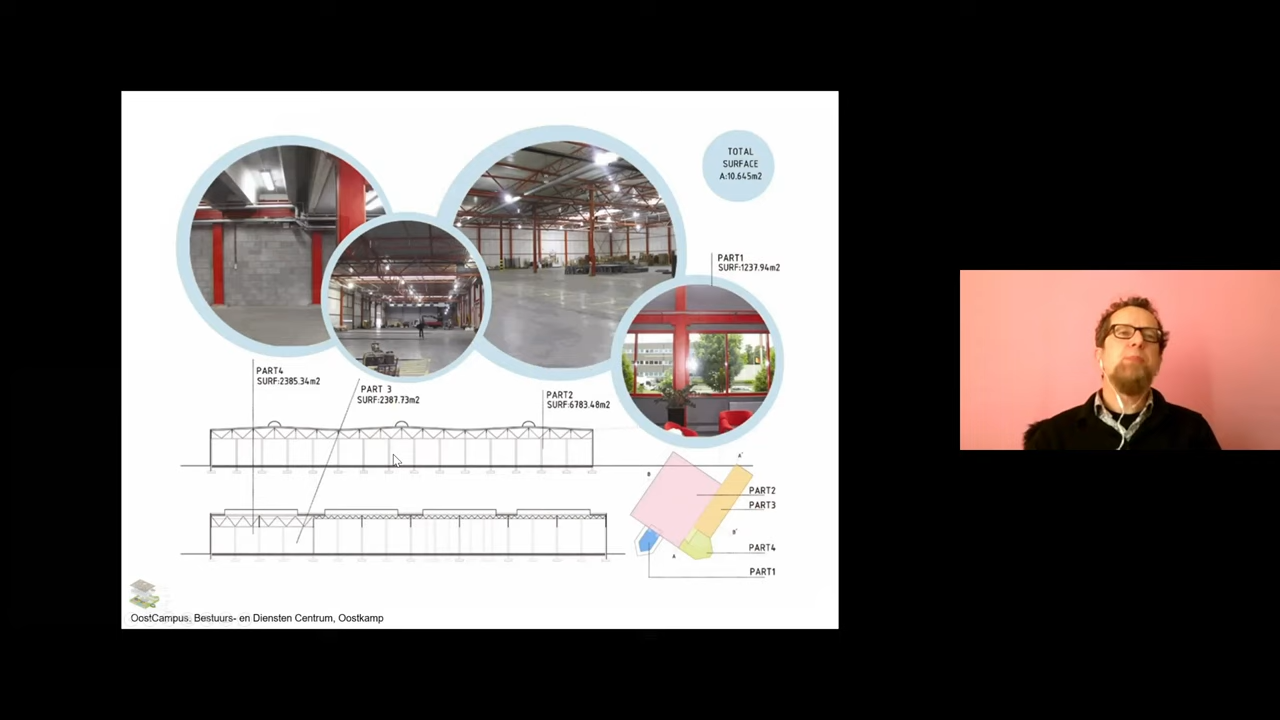 TOTAL
SURFACE
A:10.645m2
PART1
SURF:1237.94m2
PART4
SURF:2385.34m2
PART 3
SURF:2387.73m2
PART2
SURF:6783.48m2
A'
B
PART2
PART3
B'
PART4
A
PART1
OostCampus, Bestuurs- en Diensten Centrum, Oostkamp